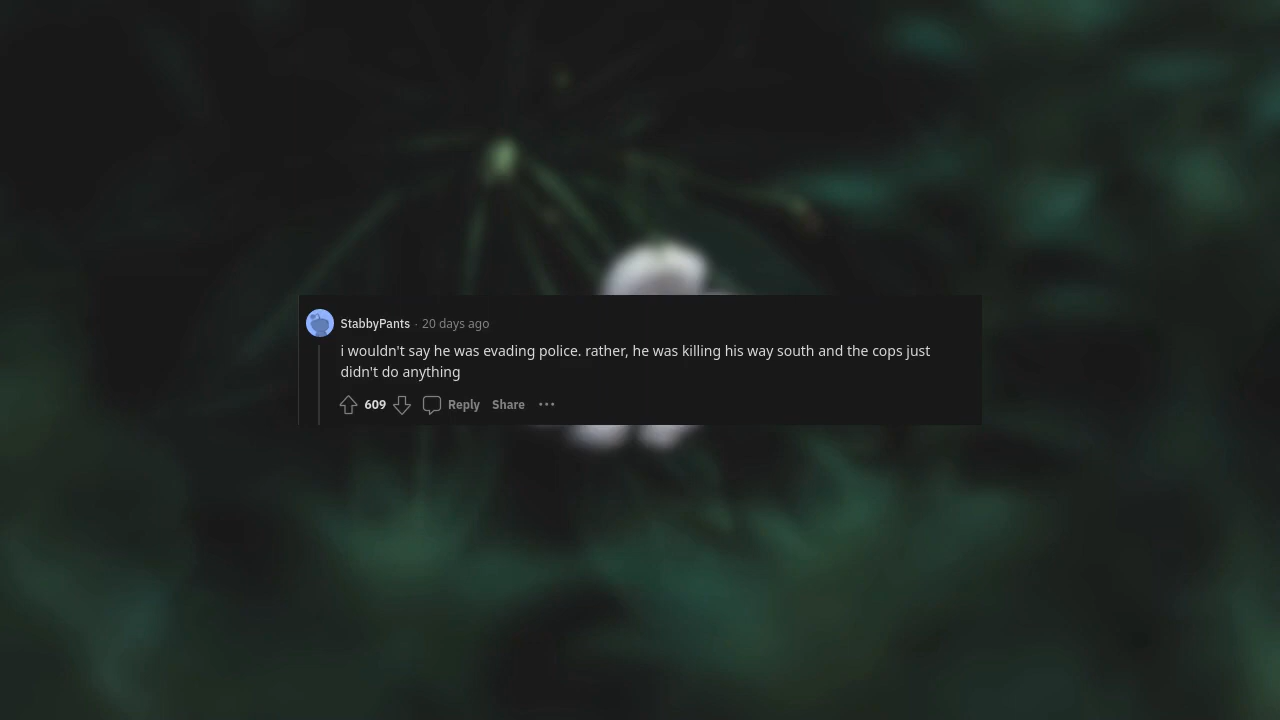 StabbyPants · 20 days ago
i wouldn't say he was evading police. rather, he was killing his way south and the cops just
didn't do anything
609 Reply Share •••